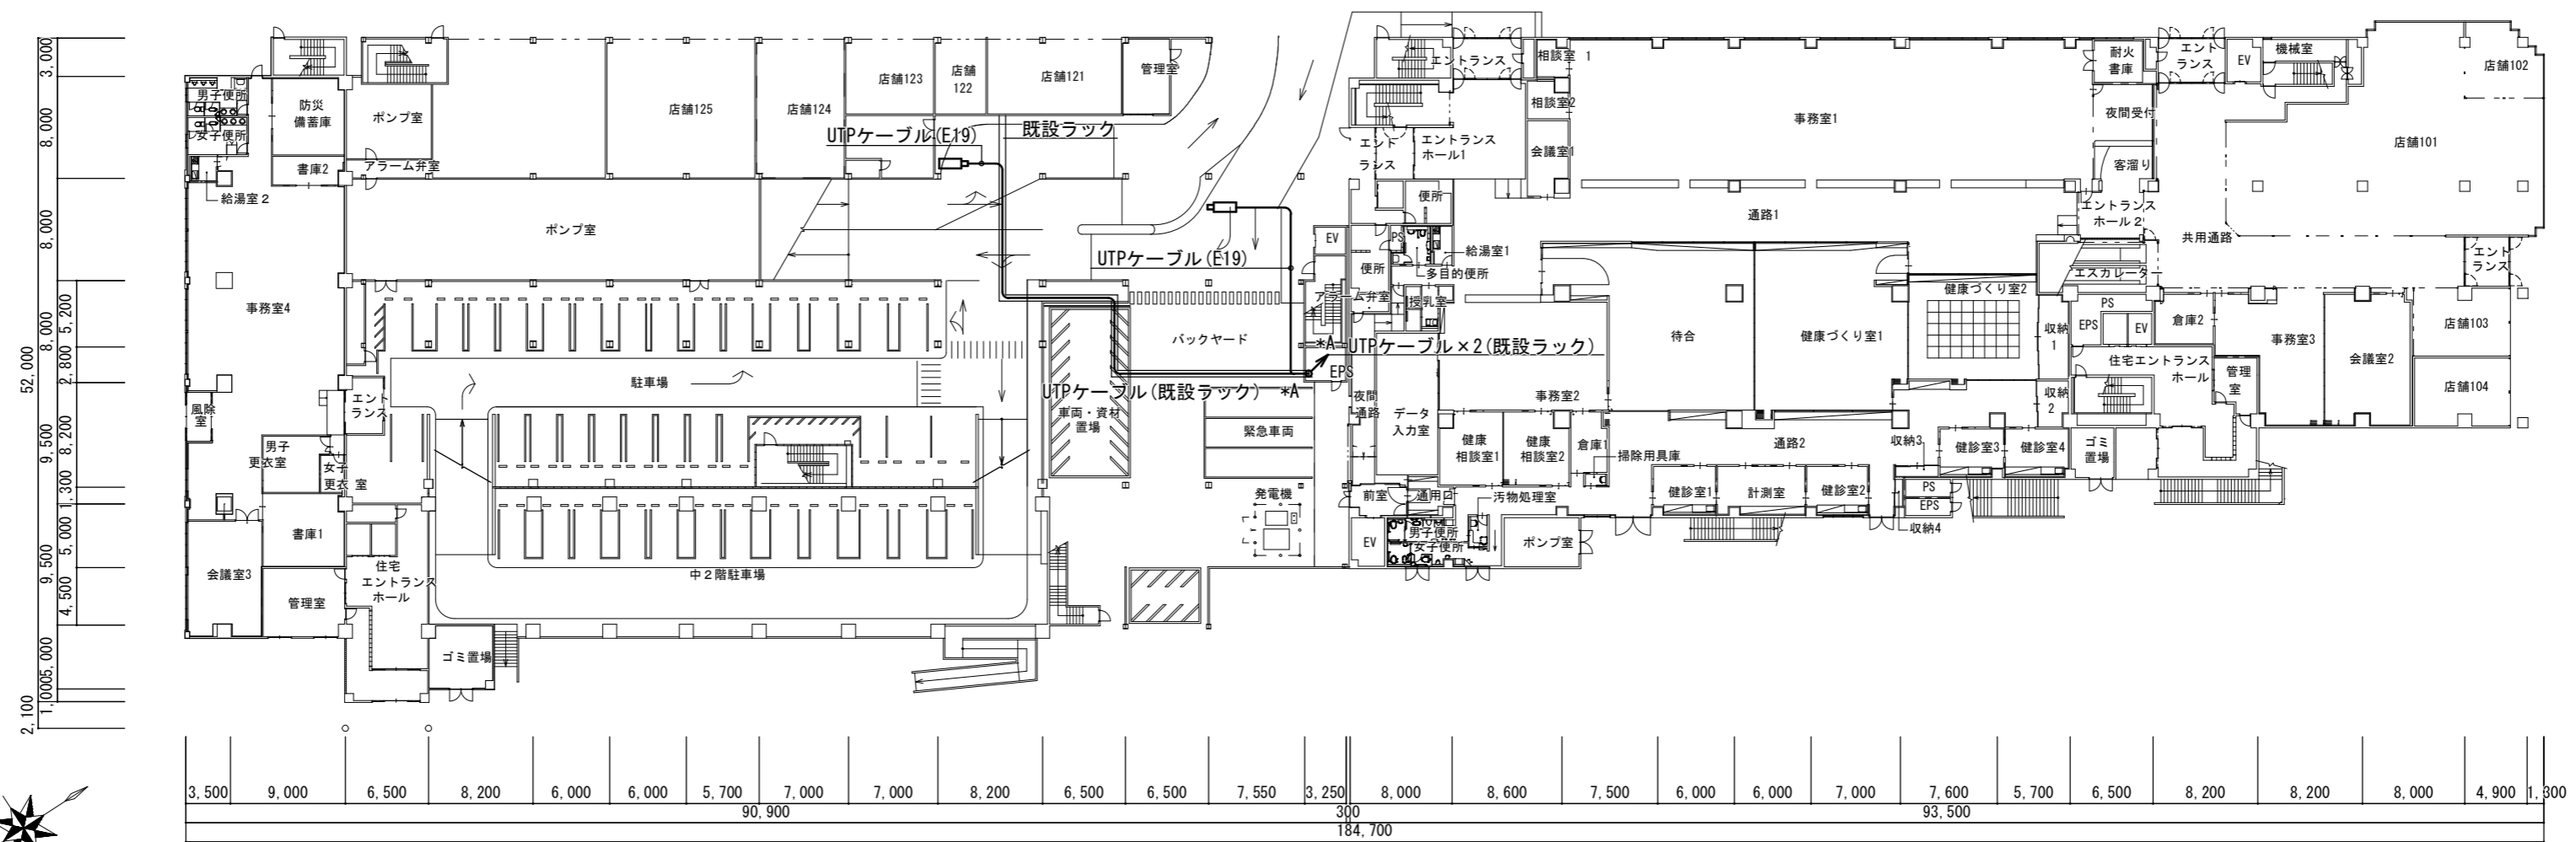 3,000
8,000
8,000
8,000
5,200
2,800
52,000
9,500
8,200
1,300
9,500
5,000
4,500
5,000
1,000
2,100
男子便所
女子便所
防災
備蓄庫
書庫2
給湯室2
ポンプ室
アラーム弁室
店舗125
店舗124
店舗123
店舗
122
店舗121
管理室
UTPケーブル(E19)
既設ラック
ポンプ室
UTPケーブル(E19)
事務室4
駐車場
エント
ランス
風除
室
男子
更衣室
女子
更衣 室
書庫1
会議室3
管理室
住宅
エントランス
ホール
ゴミ置場
中2階駐車場
車両・資材
置場
バックヤード
UTPケーブル(既設ラック) *A
緊急車両
発電機
EV
アラーム弁室
*A
UTPケーブル×2(既設ラック)
EPS
エントランス
エント
ランス
エントランス
ホール1
相談室 1
相談室2
会議室1
便所
PS
給湯室1
多目的便所
便所
授乳室
事務室1
通路1
耐火
書庫
エント
ランス
EV
機械室
店舗102
夜間受付
客溜り
店舗101
エントランス
ホール2
共用通路
エスカレーター
エント
ランス
待合
健康づくり室1
健康づくり室2
収納
1
収納
2
PS
EPS
EV
倉庫2
事務室3
会議室2
店舗103
店舗104
住宅エントランス
ホール
管理
室
夜間
通路
データ
入力室
事務室2
健康
相談室1
健康
相談室2
倉庫1
掃除用具庫
通路2
収納3
健診室3
健診室4
ゴミ
置場
前室
通用口
汚物処理室
健診室1
計測室
健診室2
PS
EPS
収納4
EV
男子便所
女子便所
ポンプ室
3,500
9,000
6,500
8,200
6,000
6,000
5,700
7,000
7,000
8,200
6,500
6,500
7,550
3,250
8,000
8,600
7,500
6,000
6,000
7,000
7,600
5,700
6,500
8,200
8,200
8,000
4,900
1,300
90,900
300
93,500
184,700